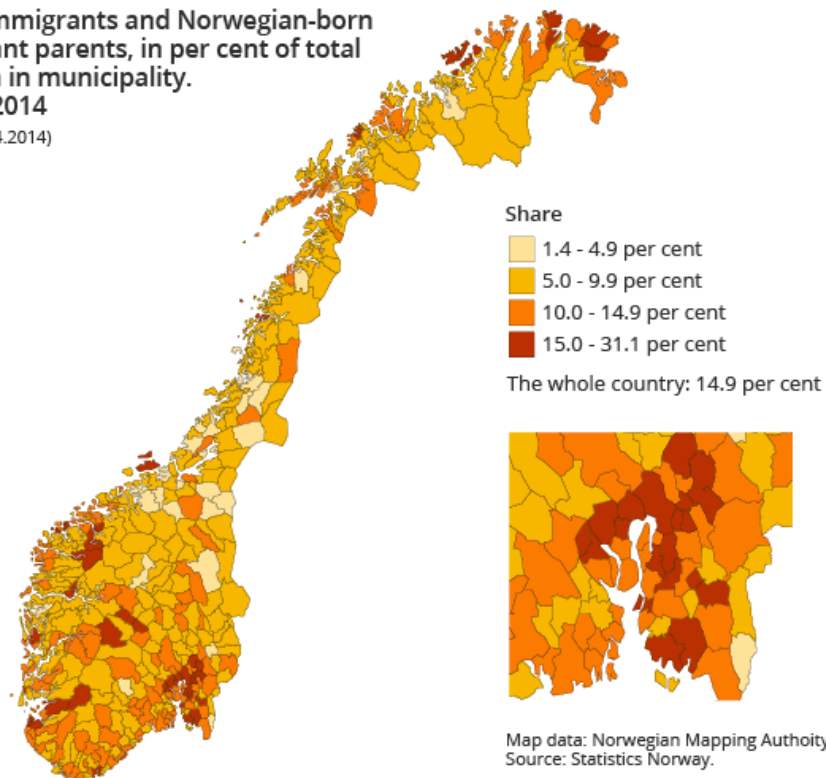 mmigrants and Norwegian-born
nt parents, in per cent of total
in municipality.
2014
.2014)
Share
1.4 - 4.9 per cent
5.0 - 9.9 per cent
10.0 - 14.9 per cent
15.0 - 31.1 per cent
The whole country: 14.9 per cent
Map data: Norwegian Mapping Authoity
Source: Statistics Norway.